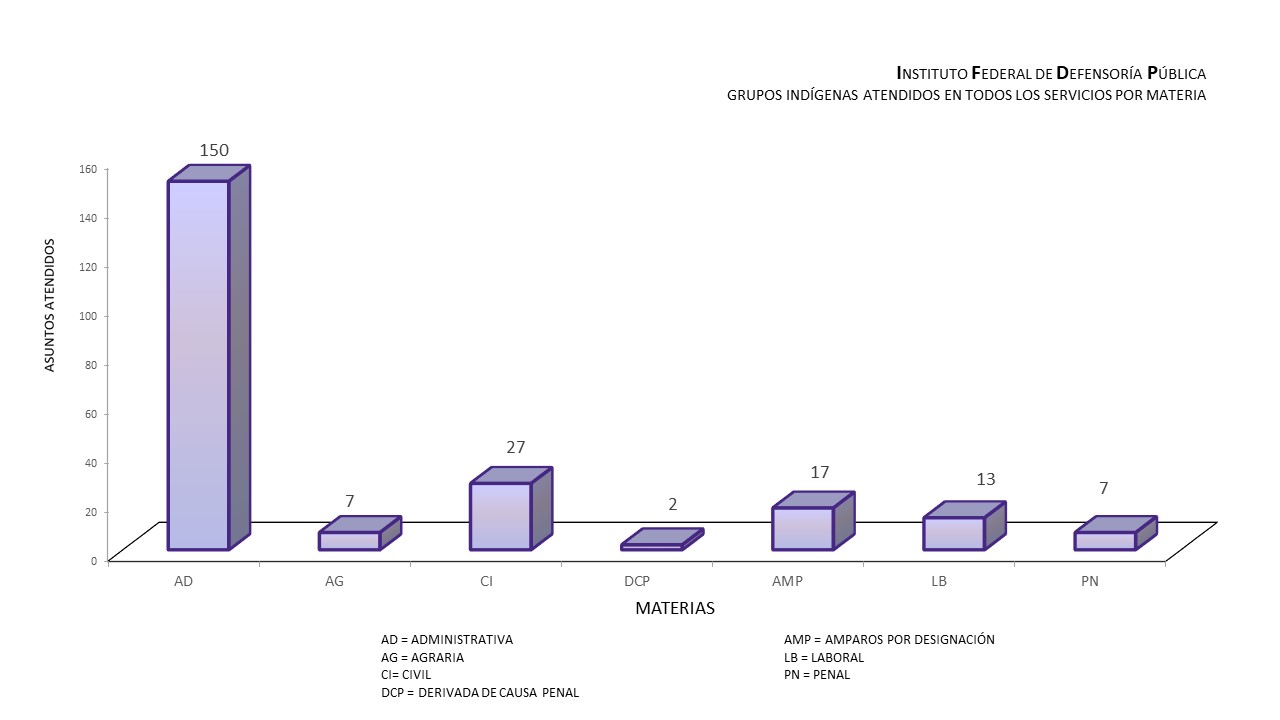 INSTITUTO FEDERAL DE DEFENSORÍA PÚBLICA
GRUPOS INDÍGENAS ATENDIDOS EN TODOS LOS SERVICIOS POR MATERIA
ASUNTOS ATENDIDOS
160
140
120
100
80
60
40
20
0
150
7
27
2
17
13
7
AD
AG
CI
DCP
AMP
LB
PN
MATERIAS
AD = ADMINISTRATIVA
AG = AGRARIA
CI= CIVIL
DCP = DERIVADA DE CAUSA PENAL
AMP = AMPAROS POR DESIGNACIÓN
LB = LABORAL
PN = PENAL